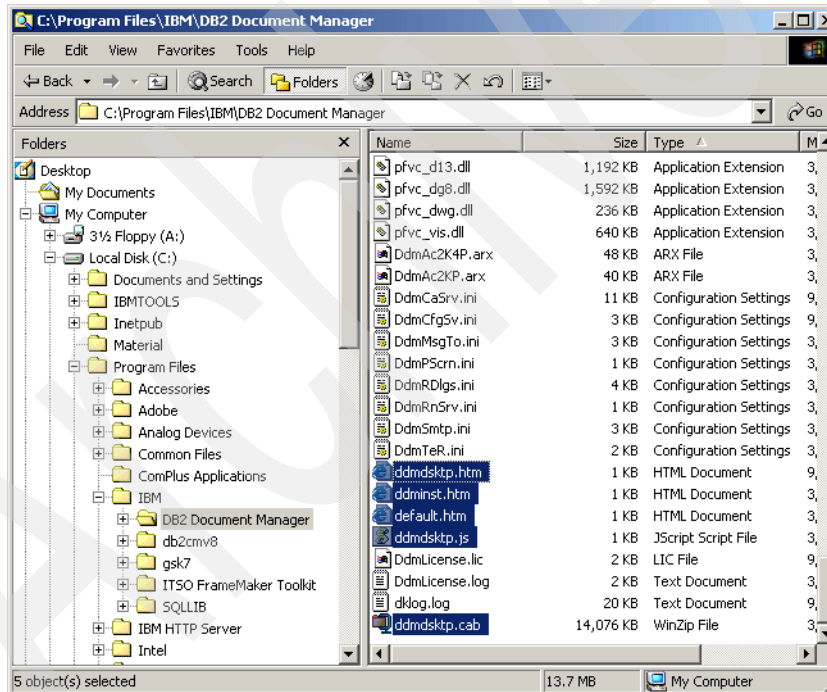 C:\Program Files\IBM\DB2 Document Manager
File Edit View Favorites Tools Help
Back Search Folders
Address C:\Program Files\IBM\DB2 Document Manager Go
Folders x
Desktop
My Documents
My Computer
3½ Floppy (A:)
Local Disk (C:)
Documents and Settings
IBMTOOLS
Inetpub
Material
Program Files
Accessories
Adobe
Analog Devices
Common Files
ComPlus Applications
IBM
DB2 Document Manager
db2cmv8
gsk7
ITSO FrameMaker Toolkit
SQLLIB
IBM HTTP Server
Intel
Name Size Type M
pfvc_d13.dll 1,192 KB Application Extension 3,
pfvc_dg8.dll 1,592 KB Application Extension 3,
pfvc_dwg.dll 236 KB Application Extension 3,
pfvc_vis.dll 640 KB Application Extension 3,
DdmAc2K4P.arx 48 KB ARX File 3,
DdmAc2KP.arx 40 KB ARX File 3,
DdmCaSrv.ini 11 KB Configuration Settings 9,
DdmCfgSv.ini 3 KB Configuration Settings 9,
DdmMsgTo.ini 3 KB Configuration Settings 3,
DdmPScrn.ini 1 KB Configuration Settings 3,
DdmRDlgs.ini 4 KB Configuration Settings 3,
DdmRnSrv.ini 1 KB Configuration Settings 3,
DdmSmtp.ini 3 KB Configuration Settings 3,
DdmTeR.ini 2 KB Configuration Settings 3,
ddmdsktp.htm 1 KB HTML Document 9,
ddminst.htm 1 KB HTML Document 3,
default.htm 1 KB HTML Document 3,
ddmdsktp.js 1 KB JScript Script File 3,
DdmLicense.lic 2 KB LIC File 9,
DdmLicense.log 2 KB Text Document 3,
dklog.log 20 KB Text Document 9,
ddmdsktp.cab 14,076 KB WinZip File 3,
5 object(s) selected 13.7 MB My Computer